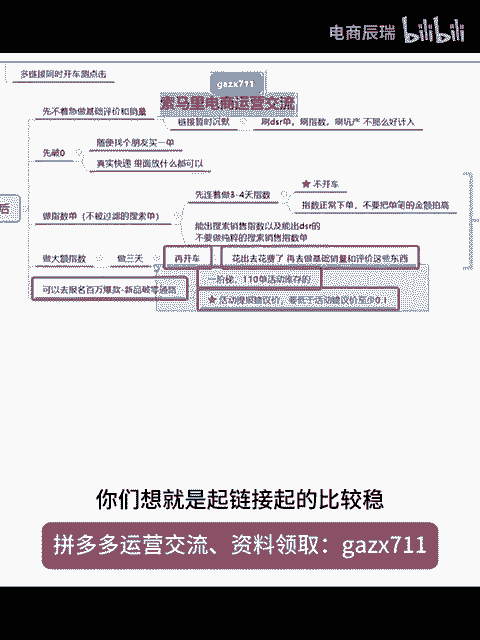 电商辰瑞 bilibili
多链接同时开车测点击
gazx711
索马里电商运营交流
先不着急做基础评价和销量
链接暂时沉默
刷dsr单，刷指数，刷坑产 不能么好计入
先破0
随便找个朋友买一单
真实快递 里面放什么都可以
后
做指数单（不被过滤的搜索单）
先连着做3-4天指数
不开车
指数正常下单，不要把单笔的金额抬高
能出搜索销售指数以及能出dsr的
不要做纯粹的搜索销售指数单
做大额指数
做三天
再开车
花出去花费了 再去做基础销量和评价这些东西
一阶梯，110单活动库存的
可以去报名百万爆款-新品破零通道
活动提报建议价，要低于活动建议价至少0.1
你们想就是起链接起的比较稳
拼多多运营交流、资料领取：gazx711